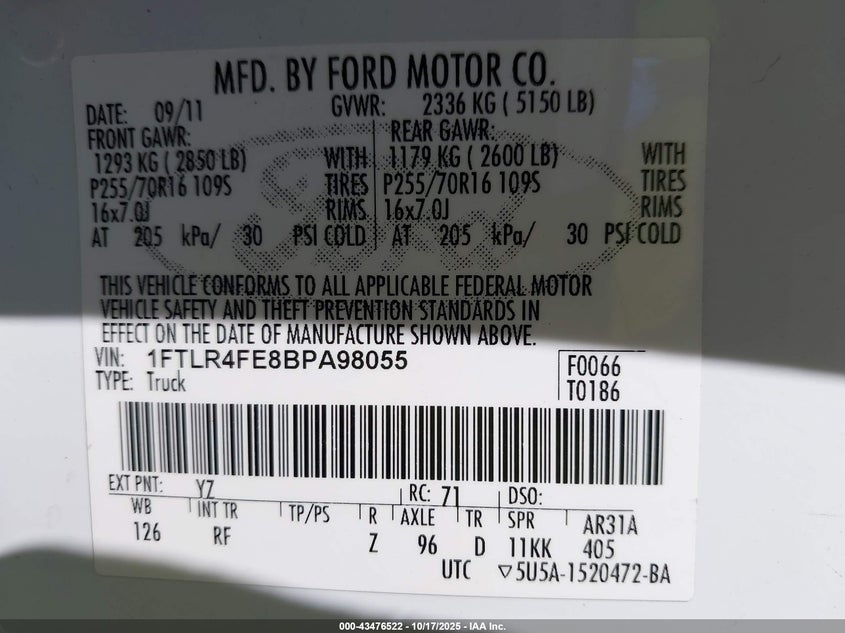 MFD. BY FORD MOTOR CO.
DATE: 09/11 GVWR: 2336 KG ( 5150 LB)
FRONT GAWR: REAR GAWR:
1293 KG ( 2850 LB) WITH 1179 KG ( 2600 LB) WITH
P255/70R16 109S TIRES P255/70R16 109S TIRES
16x7.0J RIMS 16x7.0J RIMS
AT 205 kPa/ 30 PSI COLD AT 205 kPa/ 30 PSI COLD
THIS VEHICLE CONFORMS TO ALL APPLICABLE FEDERAL MOTOR
VEHICLE SAFETY AND THEFT PREVENTION STANDARDS IN
EFFECT ON THE DATE OF MANUFACTURE SHOWN ABOVE.
VIN: 1FTLR4FE8BPA98055 F0066
TYPE: Truck T0186
EXT PNT: YZ RC: 71 DSO:
WB INT TR TP/PS R AXLE TR SPR AR31A
126 RF Z 96 D 11KK 405
UTC ▽5U5A-1520472-BA
000-43476522 - 10/17/2025 - IAA Inc.